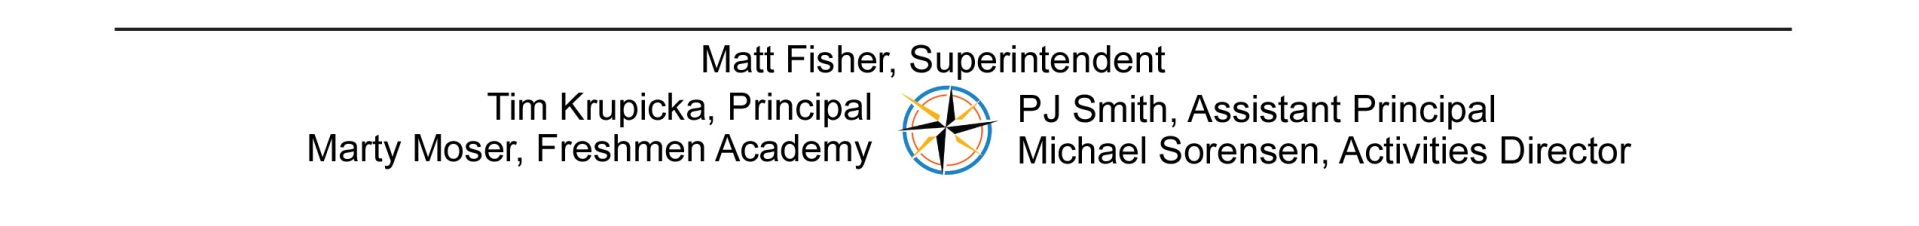 Matt Fisher, Superintendent
Tim Krupicka, Principal
Marty Moser, Freshmen Academy
PJ Smith, Assistant Principal
Michael Sorensen, Activities Director